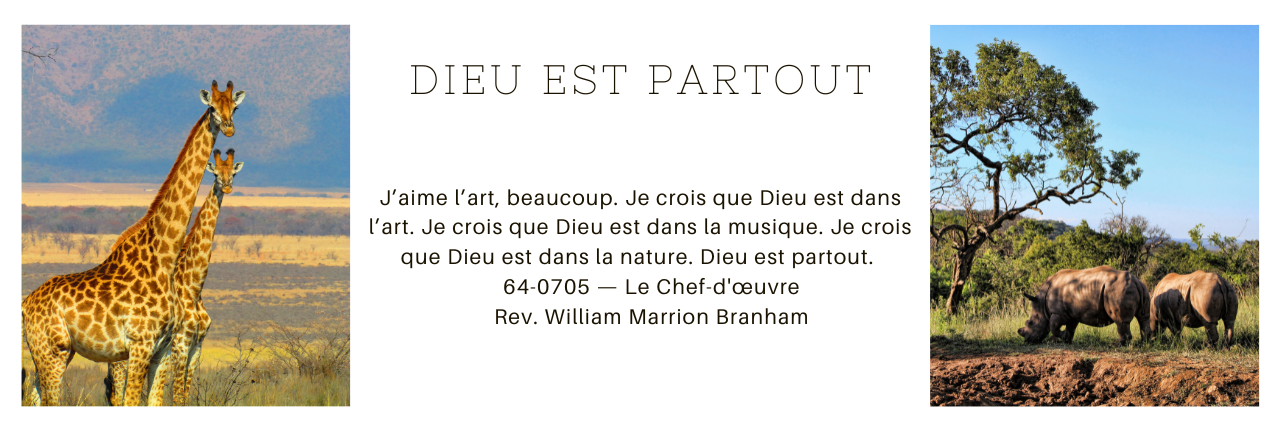 DIEU EST PARTOUT
J’aime l’art, beaucoup. Je crois que Dieu est dans
l’art. Je crois que Dieu est dans la musique. Je crois
que Dieu est dans la nature. Dieu est partout.
64-0705 — Le Chef-d'œuvre
Rev. William Marrion Branham